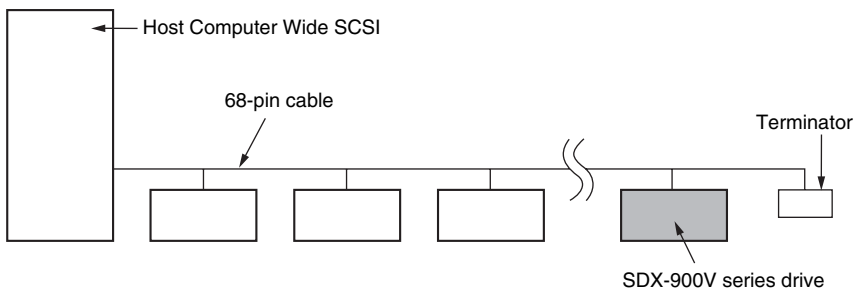 Host Computer Wide SCSI
68-pin cable
Terminator
SDX-900V series drive